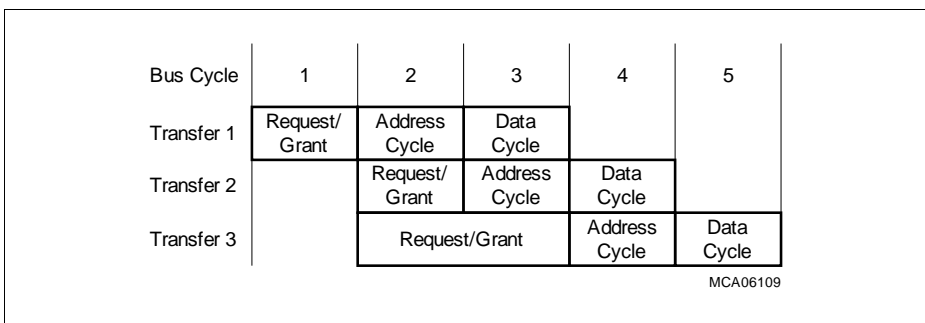 Bus Cycle 1 2 3 4 5
Transfer 1 Request/ Grant Address Cycle Data Cycle
Transfer 2 Request/ Grant Address Cycle Data Cycle
Transfer 3 Request/Grant Address Cycle Data Cycle
MCA06109